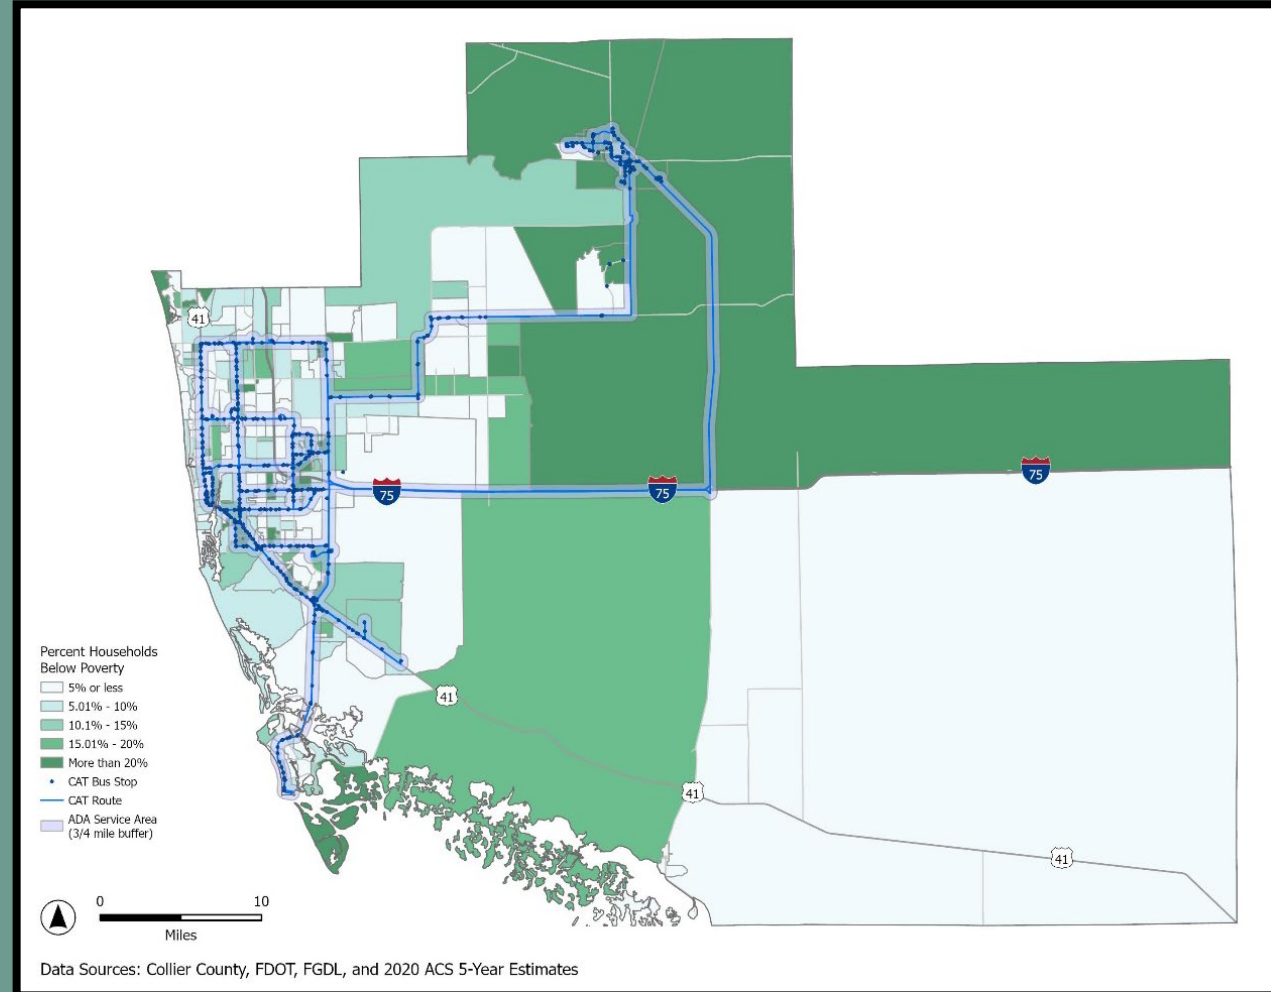 41
75
75
75
41
41
41
Percent Households
Below Poverty
5% or less
5.01% - 10%
10.1% - 15%
15.01% - 20%
More than 20%
CAT Bus Stop
CAT Route
ADA Service Area
(3/4 mile buffer)
0 10
Miles
Data Sources: Collier County, FDOT, FGDL, and 2020 ACS 5-Year Estimates